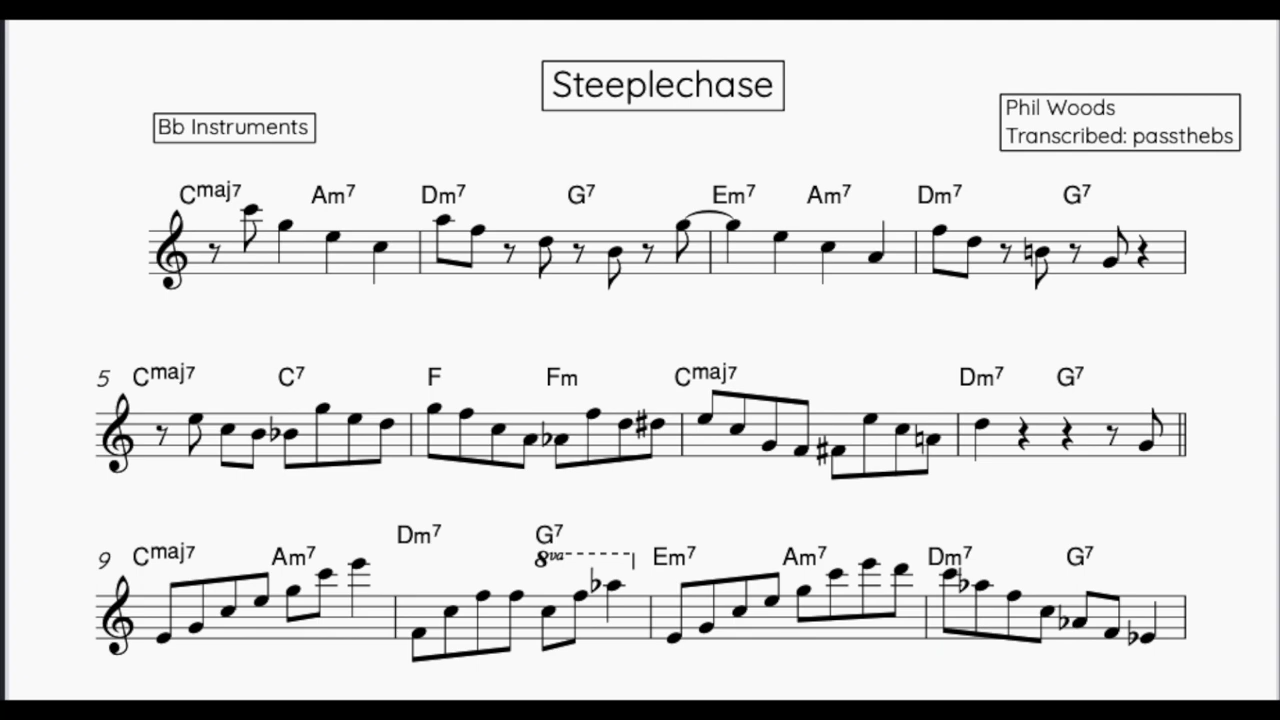 Steeplechase
Bb Instruments
Phil Woods
Transcribed: passthebs
Cmaj7 Am7 Dm7 G7 Em7 Am7 Dm7 G7
5 Cmaj7 C7 F Fm Cmaj7 Dm7 G7
9 Cmaj7 Am7 Dm7 G7 Em7 Am7 Dm7 G7
8va